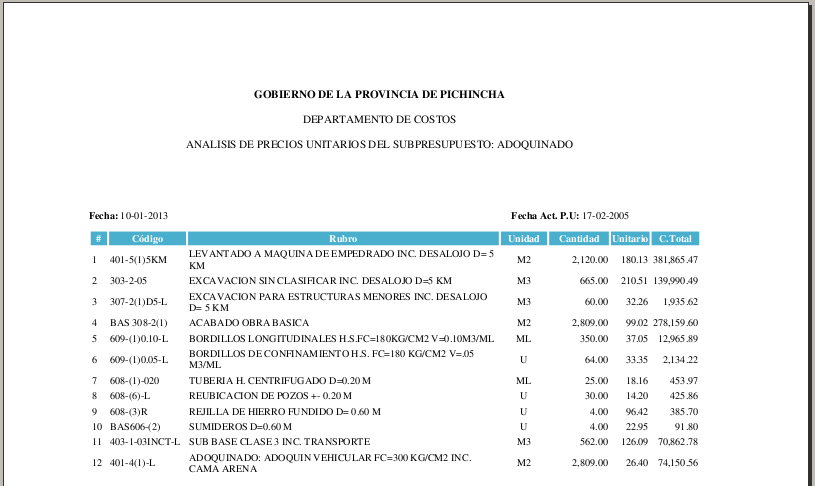 GOBIERNO DE LA PROVINCIA DE PICHINCHA
DEPARTAMENTO DE COSTOS
ANALISIS DE PRECIOS UNITARIOS DEL SUBPRESUPUESTO: ADOQUINADO
Fecha: 10-01-2013 Fecha Act. P.U: 17-02-2005
# Código Rubro Unidad Cantidad Unitario C.Total
1 401-5(1)5KM LEVANTADO A MAQUINA DE EMPEDRADO INC. DESALOJO D= 5 KM M2 2,120.00 180.13 381,865.47
2 303-2-05 EXCAVACION SIN CLASIFICAR INC. DESALOJO D=5 KM M3 665.00 210.51 139,990.49
3 307-2(1)D5-L EXCAVACION PARA ESTRUCTURAS MENORES INC. DESALOJO D= 5 KM M3 60.00 32.26 1,935.62
4 BAS 308-2(1) ACABADO OBRA BASICA M2 2,809.00 99.02 278,159.60
5 609-(1)0.10-L BORDILLOS LONGITUDINALES H.S.FC=180KG/CM2 V=0.10M3/ML ML 350.00 37.05 12,965.89
6 609-(1)0.05-L BORDILLOS DE CONFINAMIENTO H.S. FC=180 KG/CM2 V=.05 M3/ML U 64.00 33.35 2,134.22
7 608-(1)-020 TUBERIA H. CENTRIFUGADO D=0.20 M ML 25.00 18.16 453.97
8 608-(6)-L REUBICACION DE POZOS +- 0.20 M U 30.00 14.20 425.86
9 608-(3)R REJILLA DE HIERRO FUNDIDO D= 0.60 M U 4.00 96.42 385.70
10 BAS606-(2) SUMIDEROS D=0.60 M U 4.00 22.95 91.80
11 403-1-03INCT-L SUB BASE CLASE 3 INC. TRANSPORTE M3 562.00 126.09 70,862.78
12 401-4(1)-L ADOQUINADO: ADOQUIN VEHICULAR FC=300 KG/CM2 INC. CAMA ARENA M2 2,809.00 26.40 74,150.56